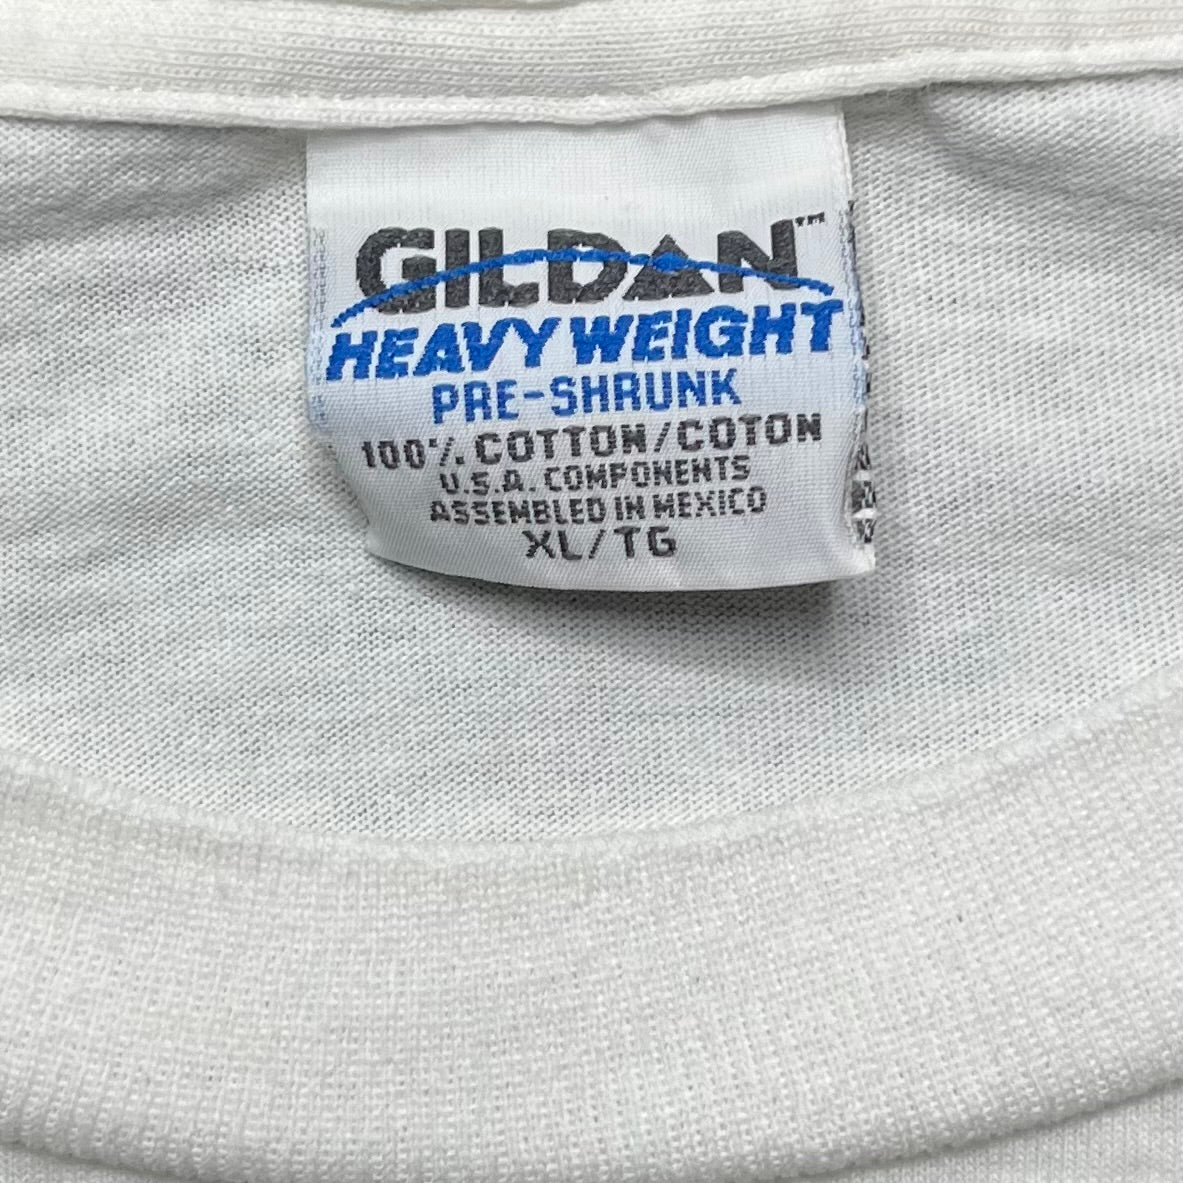 GILDAN™
HEAVY WEIGHT
PRE-SHRUNK
100% COTTON/COTON
U.S.A. COMPONENTS
ASSEMBLED IN MEXICO
XL/TG